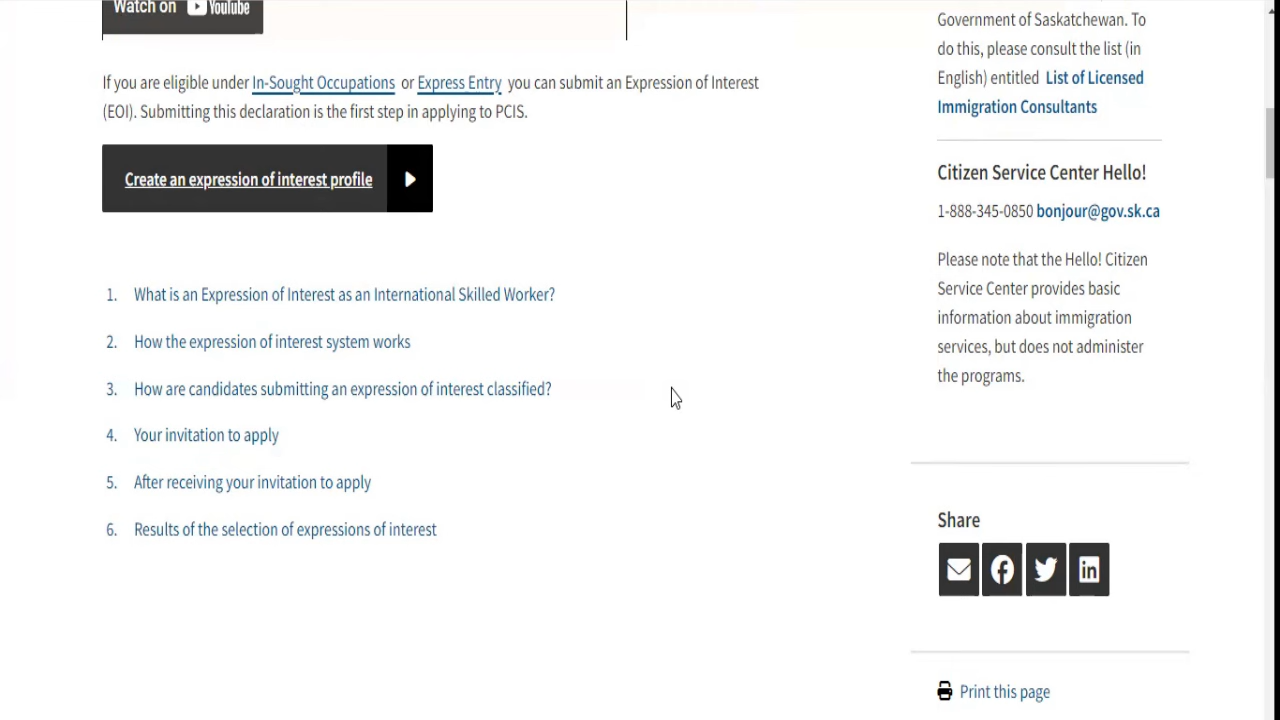 Watch on YouTube
If you are eligible under In-Sought Occupations or Express Entry you can submit an Expression of Interest
(EOI). Submitting this declaration is the first step in applying to PCIS.
Create an expression of interest profile
1. What is an Expression of Interest as an International Skilled Worker?
2. How the expression of interest system works
3. How are candidates submitting an expression of interest classified?
4. Your invitation to apply
5. After receiving your invitation to apply
6. Results of the selection of expressions of interest
Government of Saskatchewan. To
do this, please consult the list (in
English) entitled List of Licensed
Immigration Consultants
Citizen Service Center Hello!
1-888-345-0850 bonjour@gov.sk.ca
Please note that the Hello! Citizen
Service Center provides basic
information about immigration
services, but does not administer
the programs.
Share
Print this page